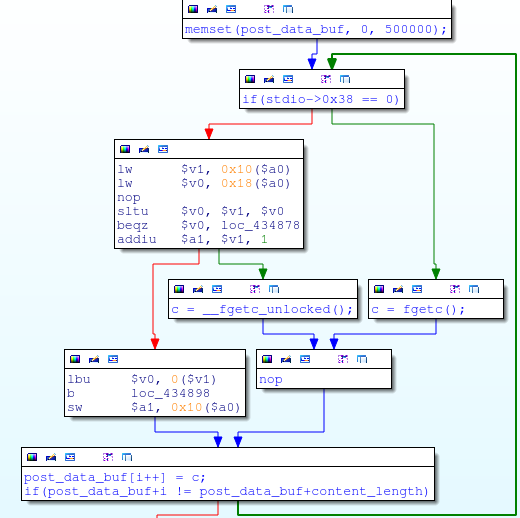 memset(post_data_buf, 0, 500000);
if(stdio->0x38 == 0)
lw $v1, 0x10($a0)
lw $v0, 0x18($a0)
nop
sltu $v0, $v1, $v0
beqz $v0, loc_434878
addiu $a1, $v1, 1
c = __fgetc_unlocked();
c = fgetc();
lbu $v0, 0($v1)
b loc_434898
sw $a1, 0x10($a0)
nop
post_data_buf[i++] = c;
if(post_data_buf+i != post_data_buf+content_length)